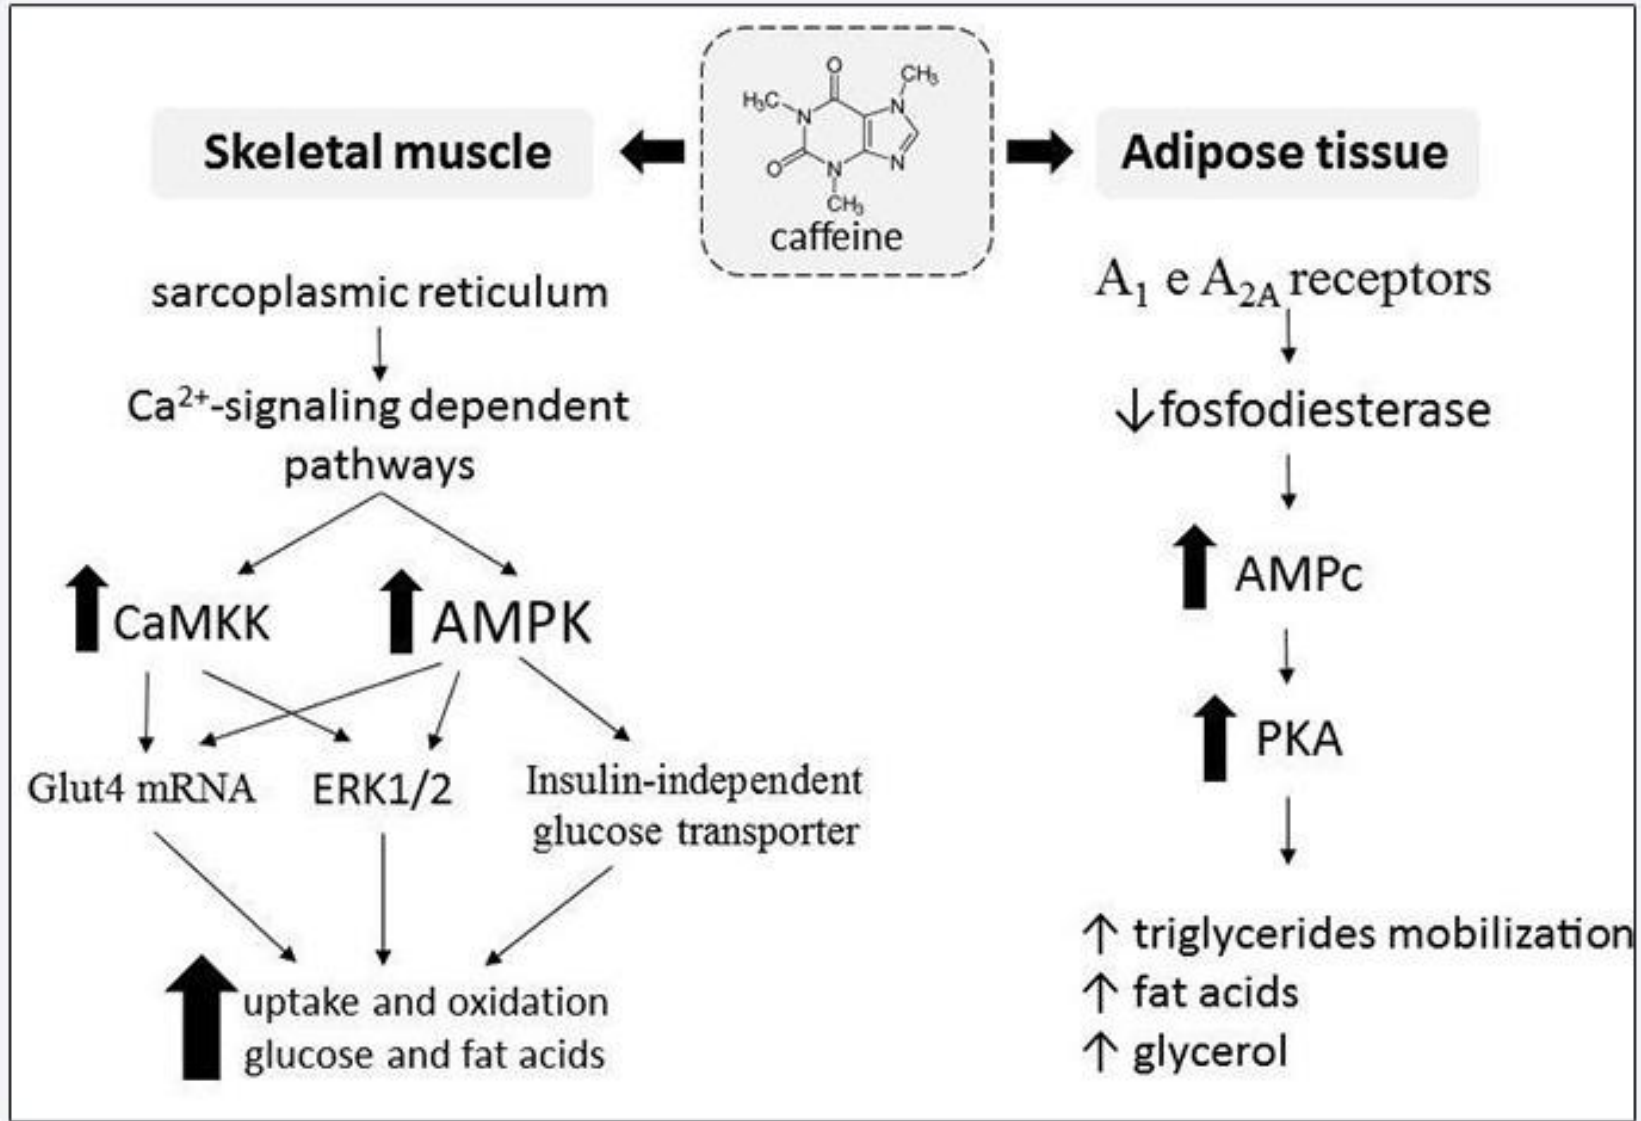 O
CH₃
H₃C
N
N
O
N
N
CH₃
caffeine
Skeletal muscle
sarcoplasmic reticulum
Ca²⁺-signaling dependent
pathways
CaMKK
AMPK
Glut4 mRNA
ERK1/2
Insulin-independent
glucose transporter
uptake and oxidation
glucose and fat acids
Adipose tissue
A₁ e A₂A receptors
↓fosfodiesterase
AMPc
PKA
↑ triglycerides mobilization
↑ fat acids
↑ glycerol